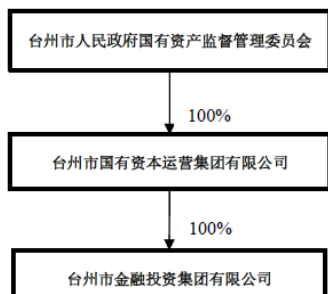 台州市人民政府国有资产监督管理委员会
100%
台州市国有资本运营集团有限公司
100%
台州市金融投资集团有限公司